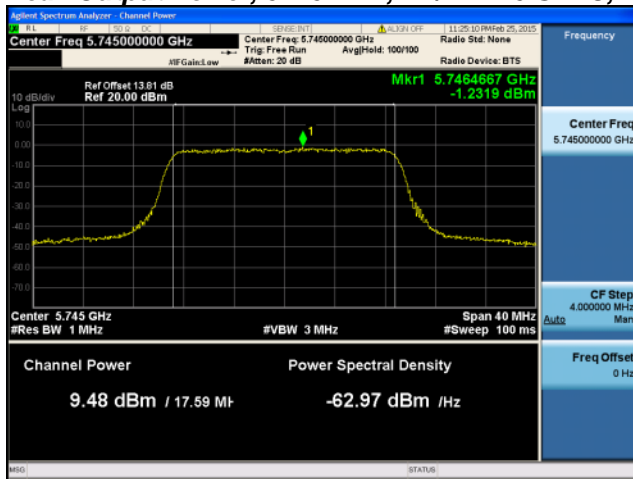 Agilent Spectrum Analyzer - Channel Power
RL RF 50 Ω DC SENSE:INT ALIGN OFF 11:25:10 PM Feb 25, 2015
Center Freq 5.745000000 GHz
Center Freq: 5.745000000 GHz
Radio Std: None
Trig: Free Run Avg|Hold: 100/100
#IFGain:Low #Atten: 20 dB Radio Device: BTS
Frequency
Mkr1 5.7464667 GHz
-1.2319 dBm
Ref Offset 13.81 dB
10 dB/div Ref 20.00 dBm
Log
10.0
0.00
-10.0
-20.0
-30.0
-40.0
-50.0
-60.0
-70.0
1
Center 5.745 GHz Span 40 MHz
#Res BW 1 MHz #VBW 3 MHz #Sweep 100 ms
Channel Power Power Spectral Density
9.48 dBm / 17.59 MH -62.97 dBm /Hz
Center Freq
5.745000000 GHz
CF Step
4.000000 MHz
Auto Man
Freq Offset
0 Hz
MSG STATUS